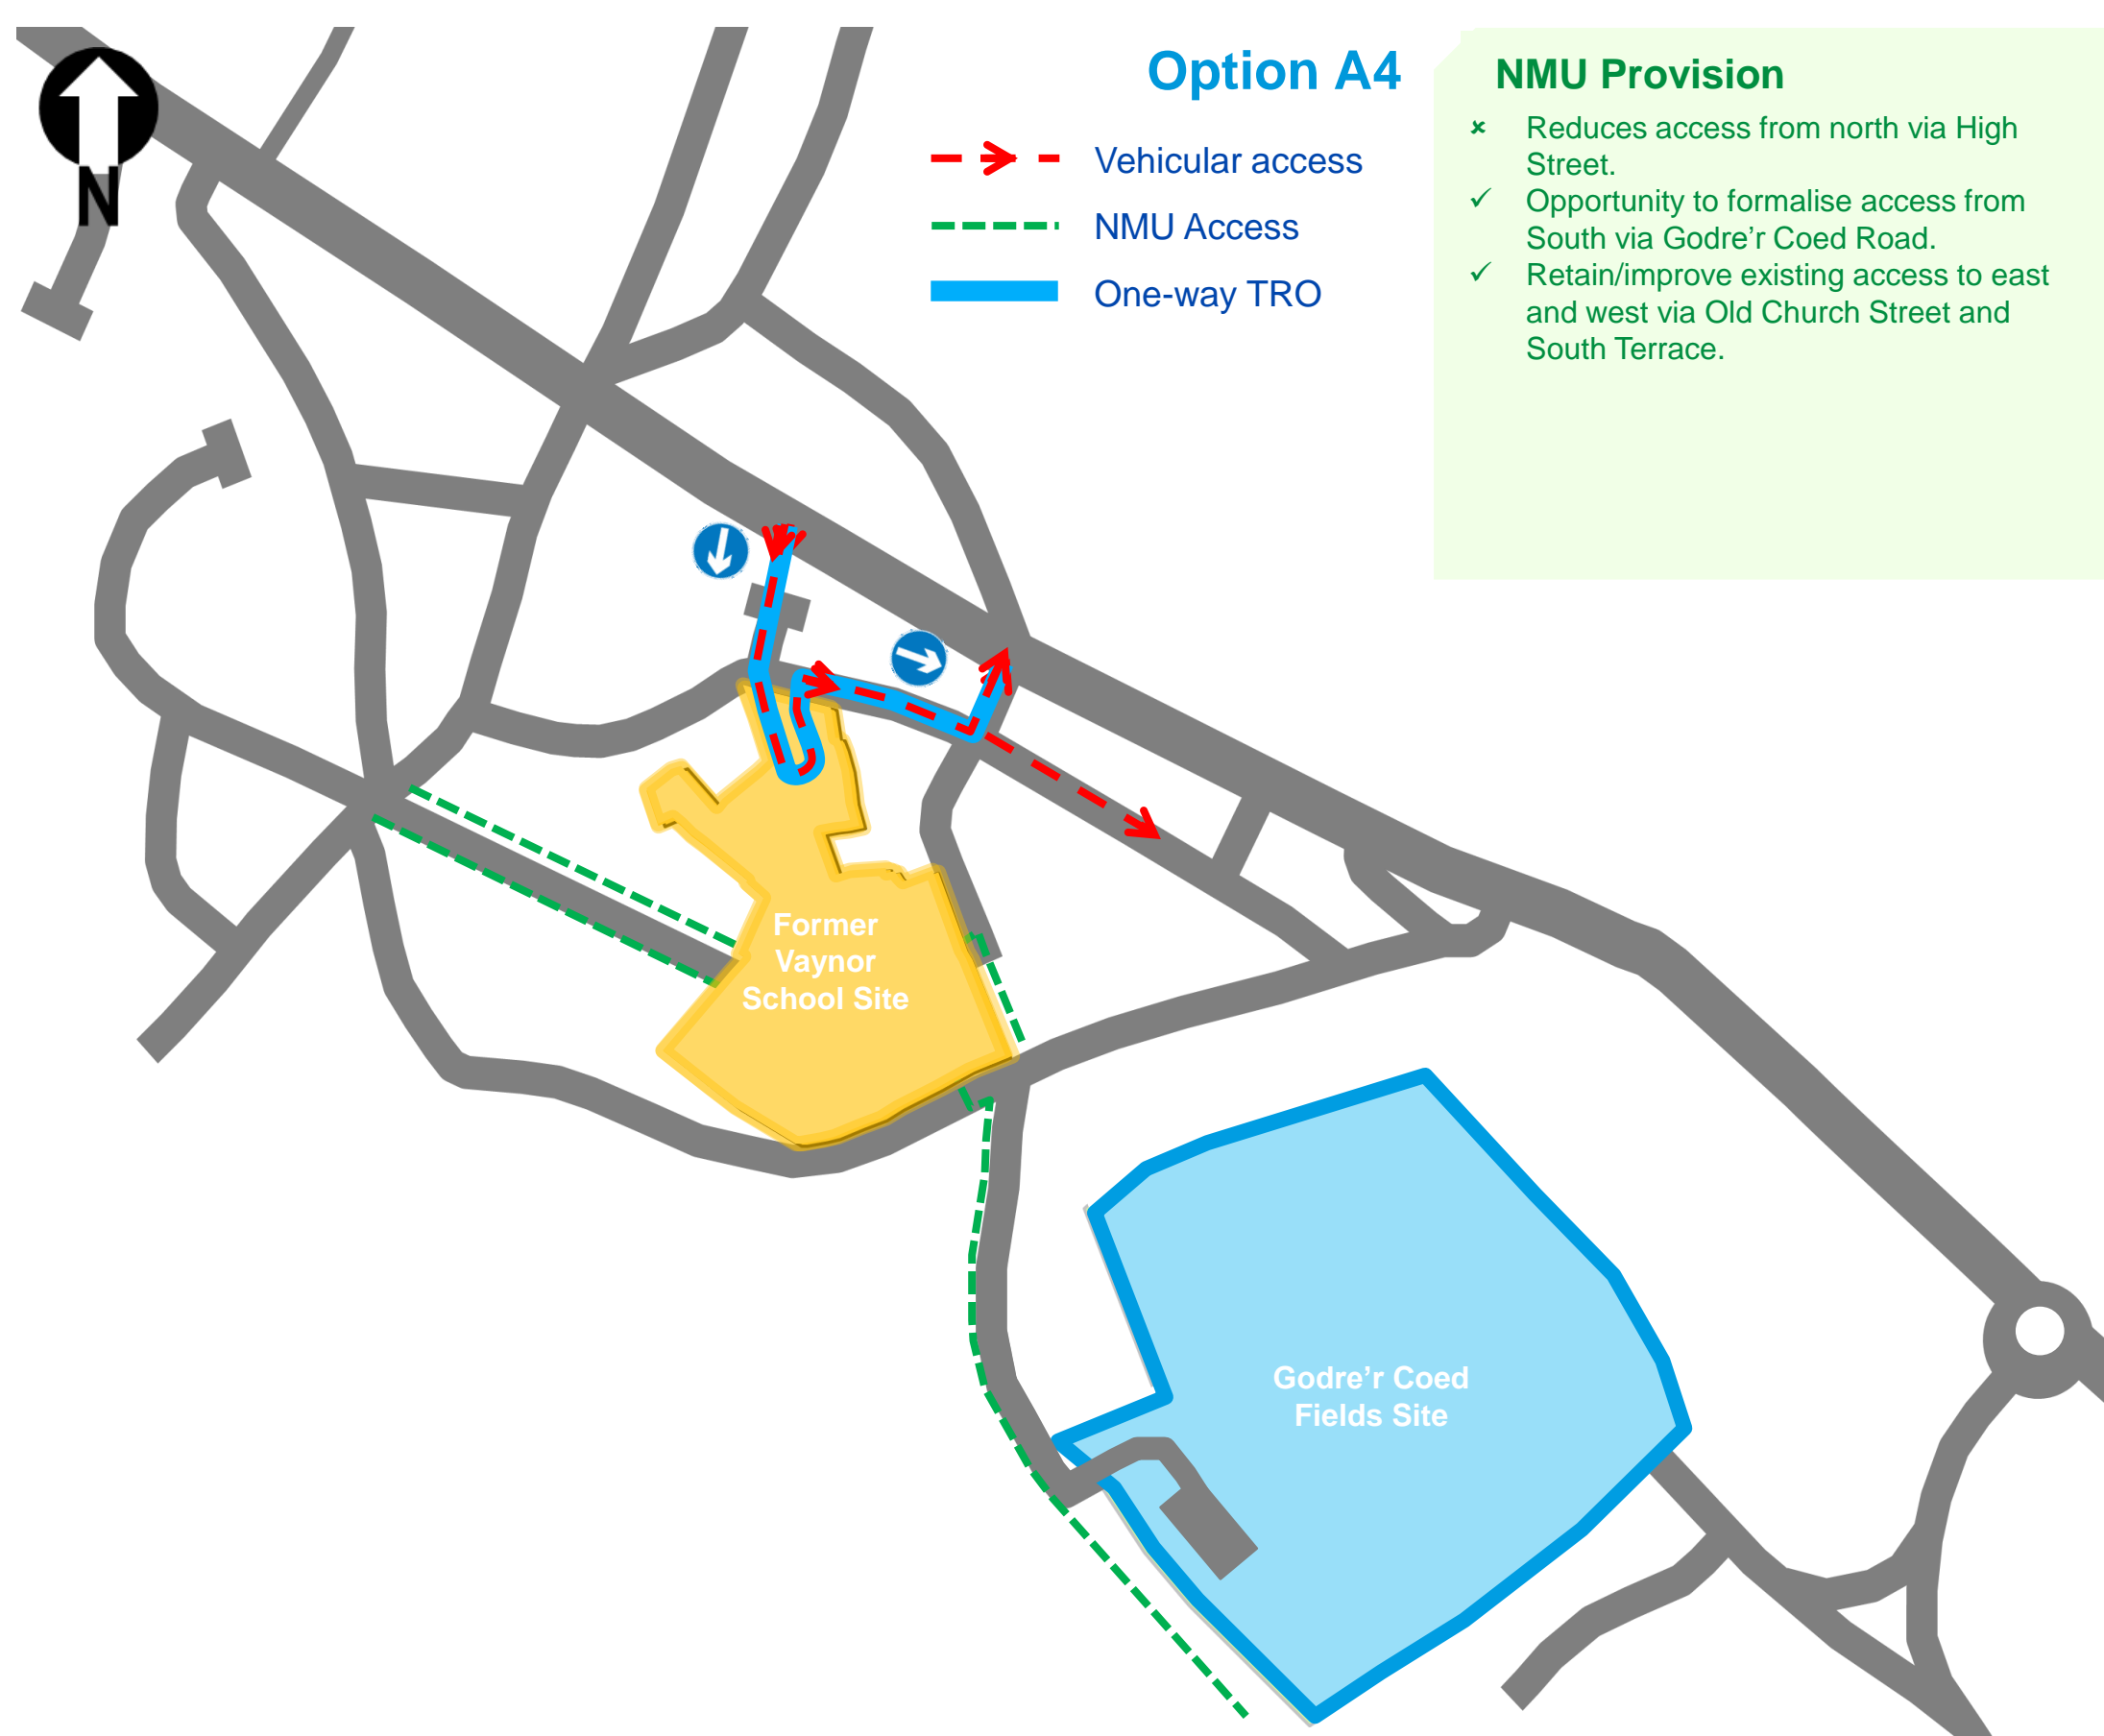 Option A4
Vehicular access
NMU Access
One-way TRO
NMU Provision
× Reduces access from north via High
Street.
✓ Opportunity to formalise access from
South via Godre’r Coed Road.
✓ Retain/improve existing access to east
and west via Old Church Street and
South Terrace.
N
Former
Vaynor
School Site
Godre’r Coed
Fields Site